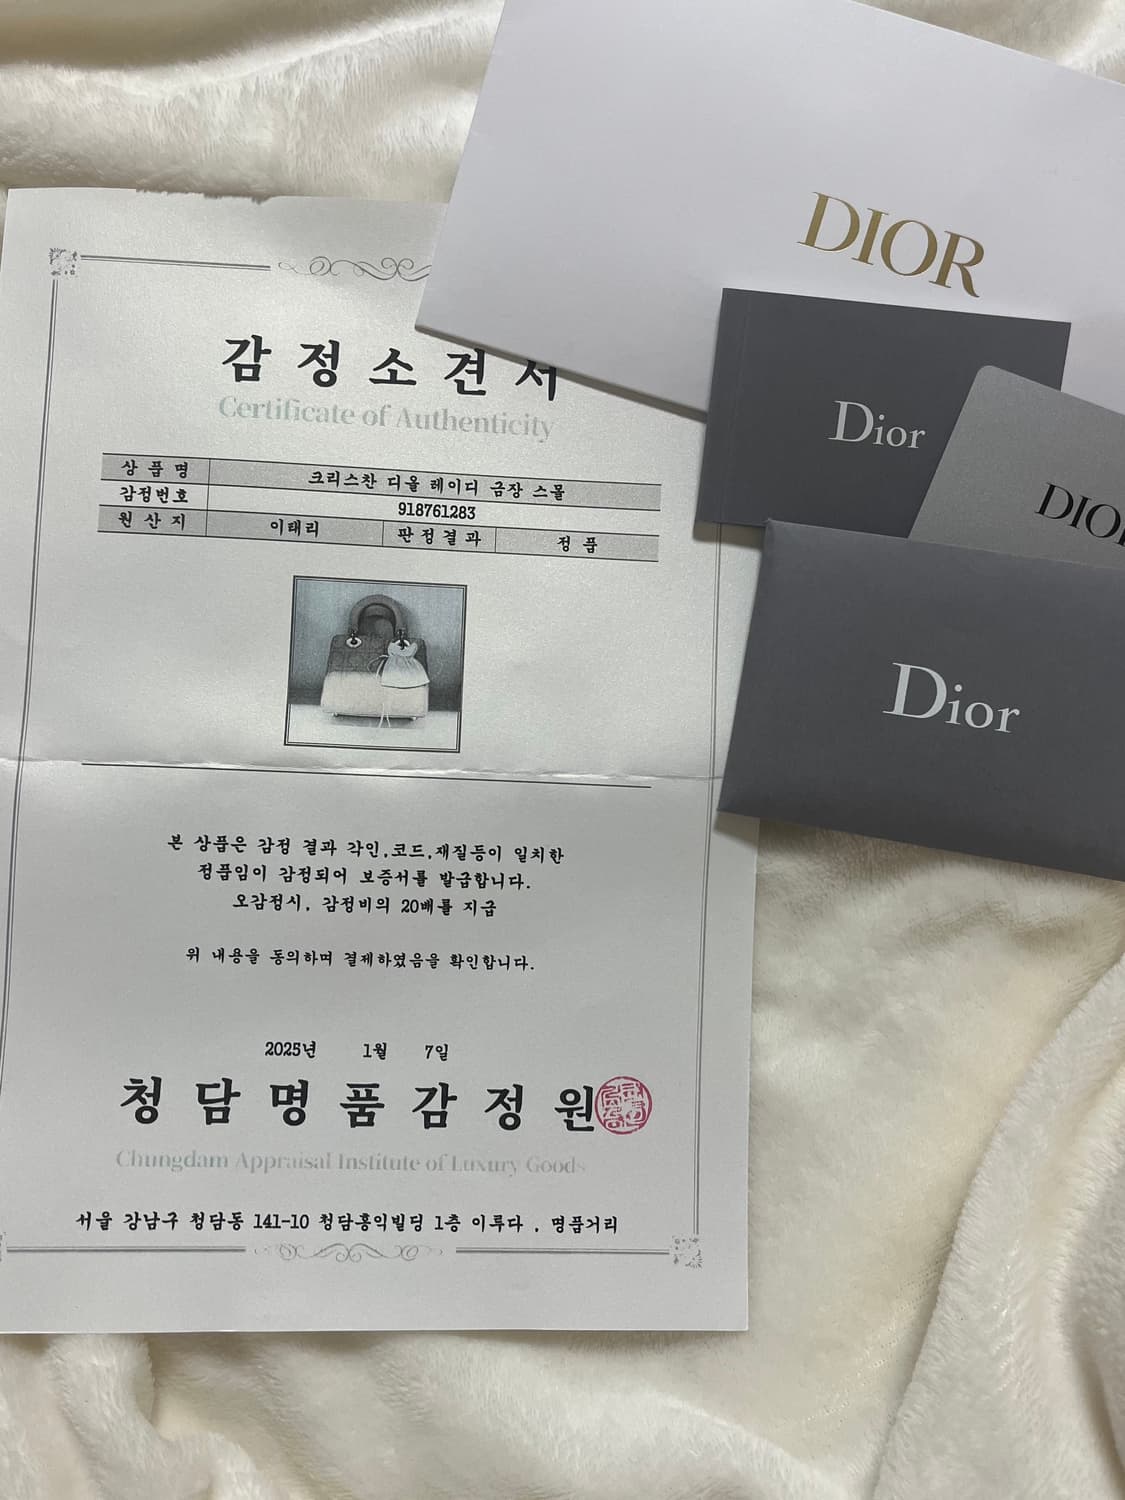 DIOR
Dior
DIO
Dior
감정소견서
Certificate of Authenticity
상품명 크리스찬 디올 레이디 금장 스몰
감정번호 918761283
원산지 이태리 판정결과 정품
본 상품은 감정 결과 각인,코드,재질등이 일치한
정품임이 감정되어 보증서를 발급합니다.
오감정시, 감정비의 20배를 지급
위 내용을 동의하며 결제하였음을 확인합니다.
2025년 1월 7일
청담명품감정원
Chungdam Appraisal Institute of Luxury Goods
서울 강남구 청담동 141-10 청담홍익빌딩 1층 이루다 , 명품거리